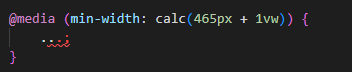 @media (min-width: calc(465px + 1vw)) {
...;
}